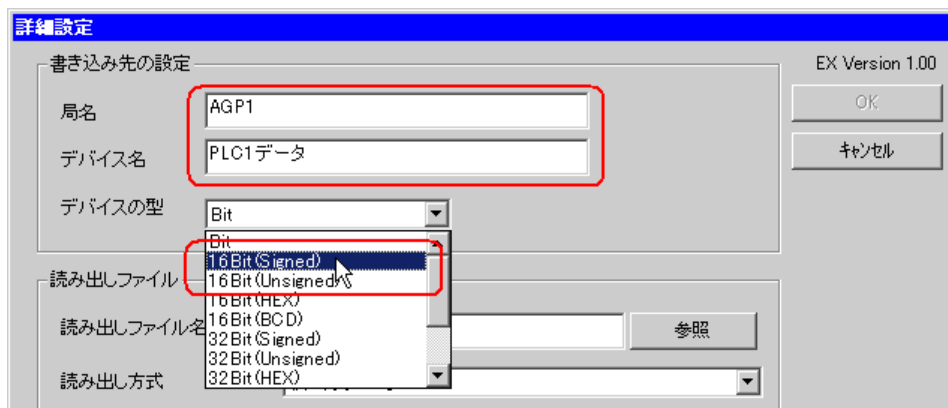 詳細設定
書き込み先の設定
EX Version 1.00
局名
AGP1
OK
デバイス名
PLC1データ
キャンセル
デバイスの型
Bit
Bit
16Bit(Signed)
読み出しファイル
16Bit(Unsigned)
16Bit(HEX)
16Bit(BCD)
読み出しファイル名
参照
32Bit(Signed)
32Bit(Unsigned)
読み出し方式
32Bit(HEX)